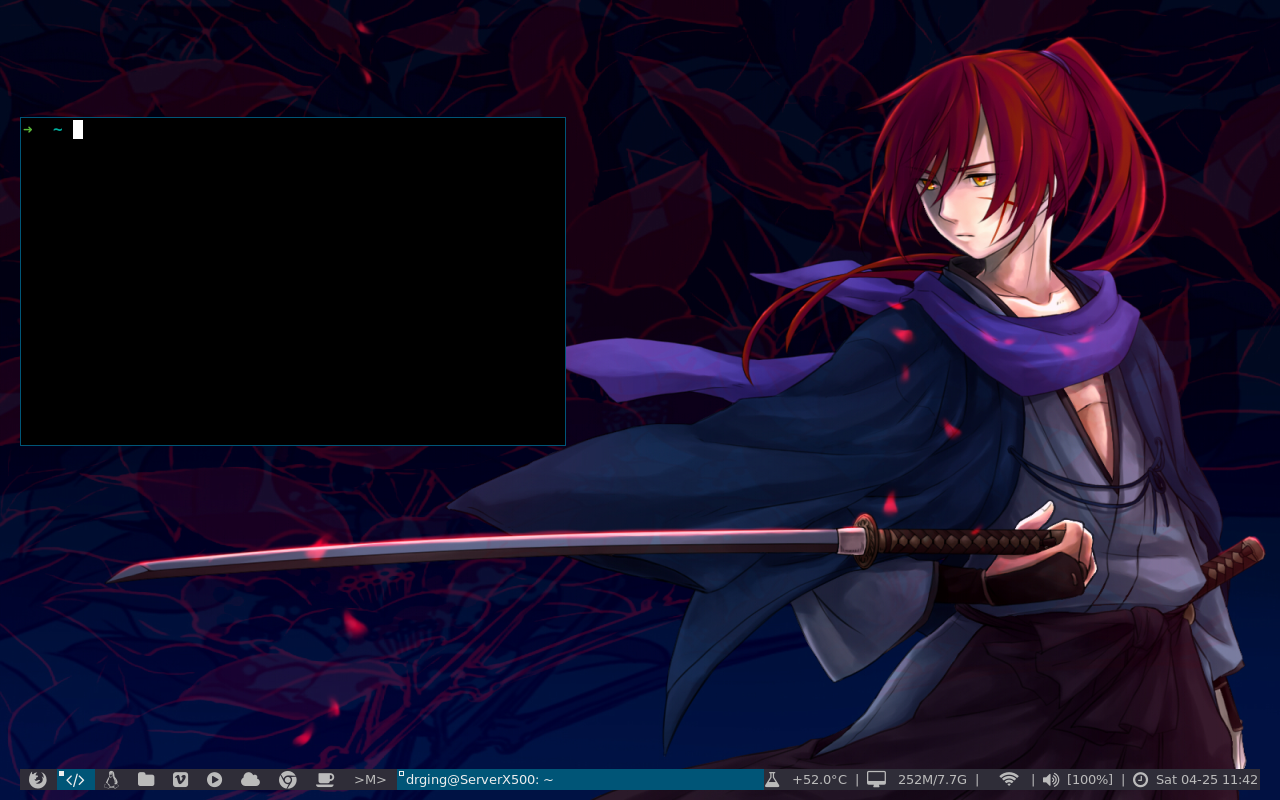 ➜ ~
</> >M> drging@ServerX500: ~ +52.0°C | 252M/7.7G | | [100%] | Sat 04-25 11:42